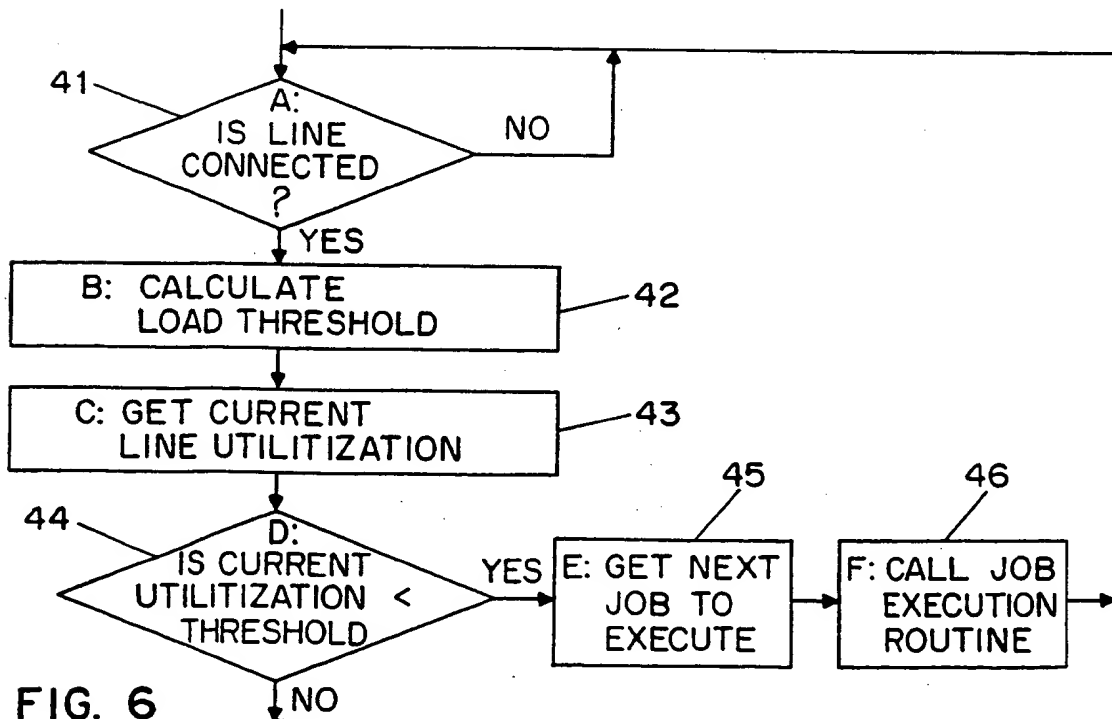 41
A:
IS LINE
CONNECTED
?
NO
YES
B: CALCULATE
LOAD THRESHOLD
42
C: GET CURRENT
LINE UTILITIZATION
43
44
D:
IS CURRENT
UTILITIZATION <
THRESHOLD
YES
45
E: GET NEXT
JOB TO
EXECUTE
46
F: CALL JOB
EXECUTION
ROUTINE
NO
FIG. 6